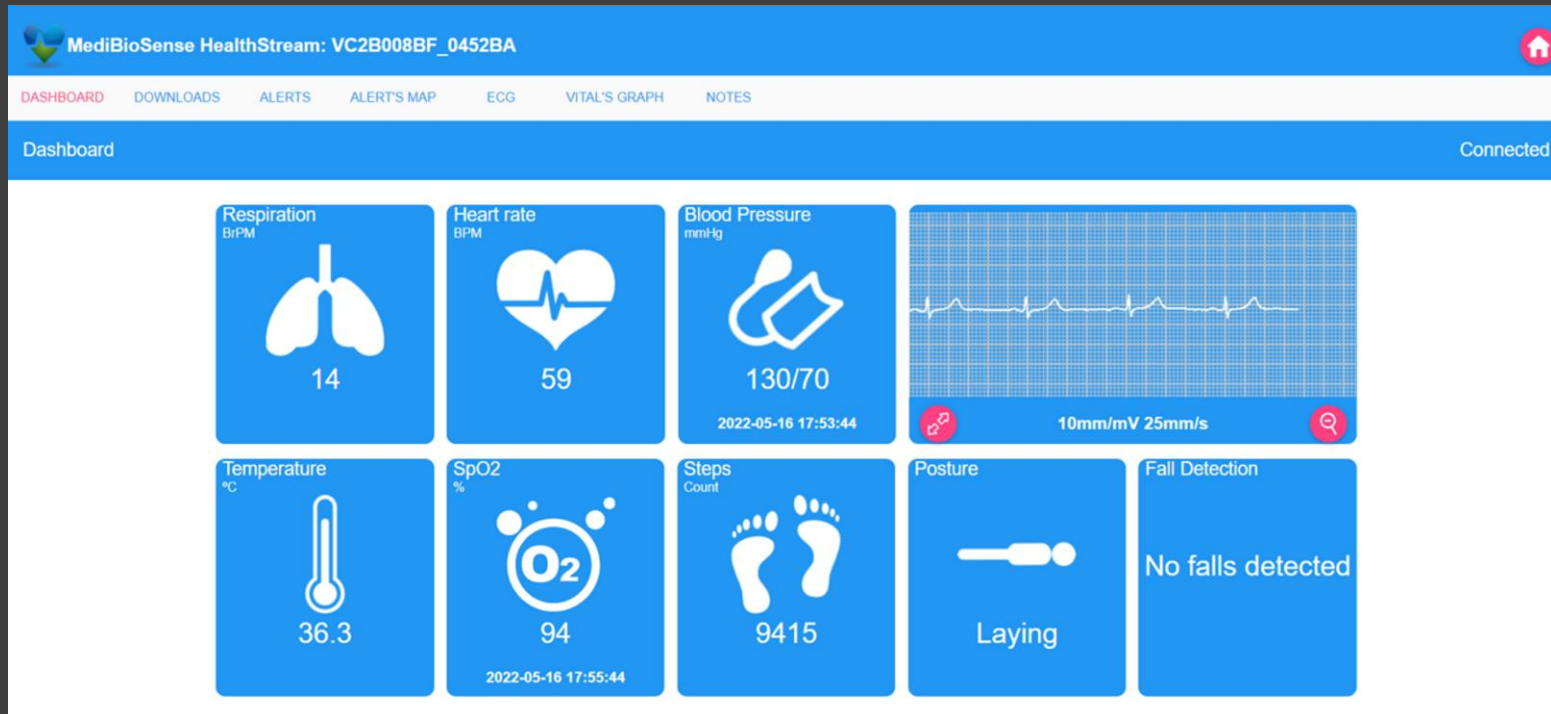 MediBioSense HealthStream: VC2B008BF_0452BA
DASHBOARD DOWNLOADS ALERTS ALERT'S MAP ECG VITAL'S GRAPH NOTES
Dashboard Connected
Respiration
BrPM
14
Heart rate
BPM
59
Blood Pressure
mmHg
130/70
2022-05-16 17:53:44
10mm/mV 25mm/s
Temperature
°C
36.3
SpO2
%
O2
94
2022-05-16 17:55:44
Steps
Count
9415
Posture
Laying
Fall Detection
No falls detected